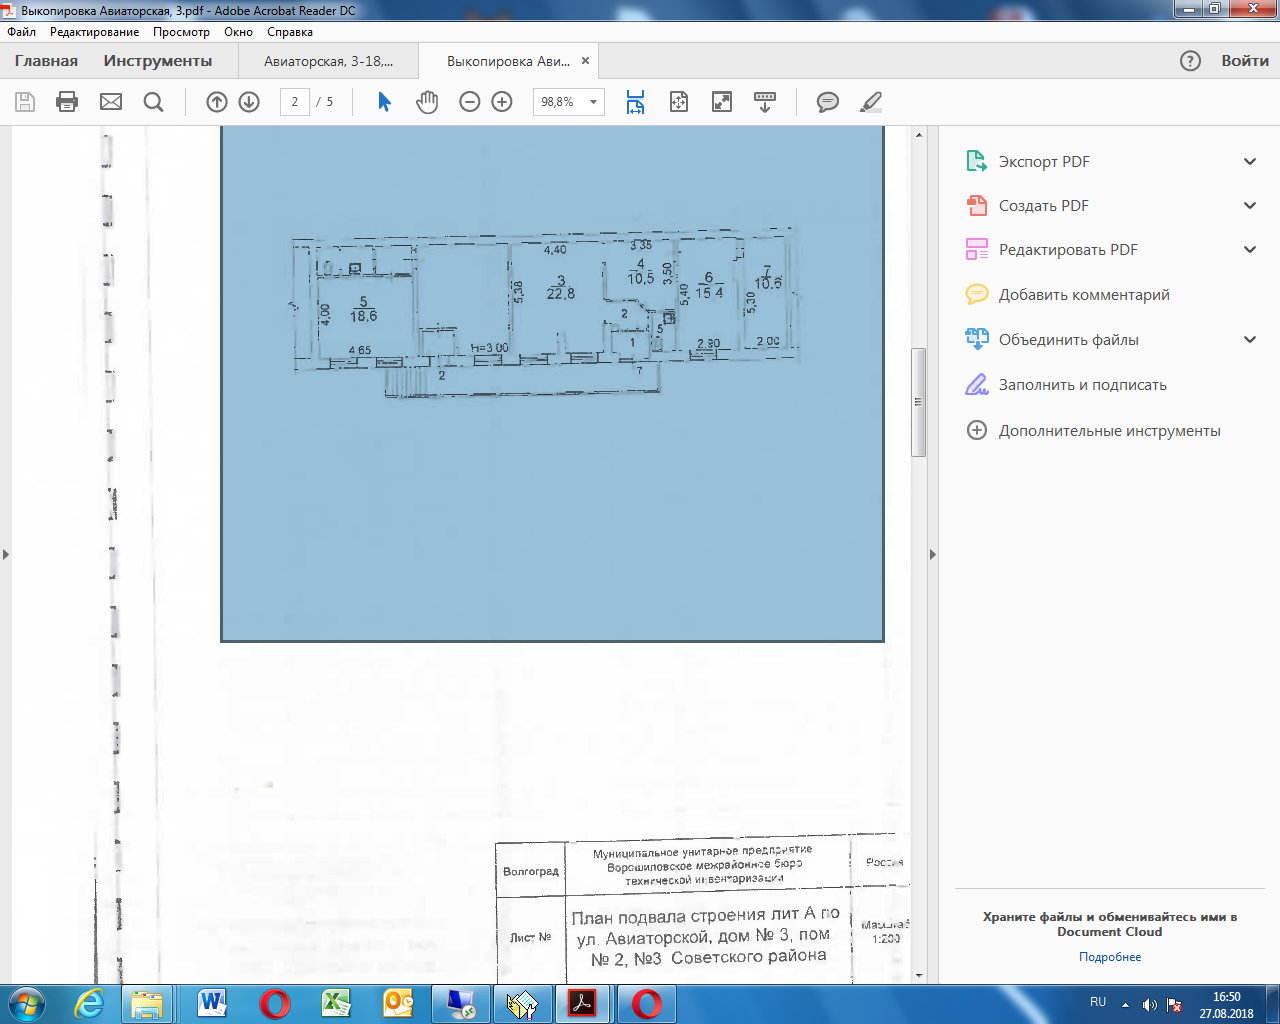 Выкопировка Авиаторская, 3.pdf - Adobe Acrobat Reader DC
Файл Редактирование Просмотр Окно Справка
Главная Инструменты Авиаторская, 3-18,... Выкопировка Ави... × Войти
2 / 5 98,8%
Экспорт PDF
Создать PDF
Редактировать PDF
Добавить комментарий
Объединить файлы
Заполнить и подписать
Дополнительные инструменты
Храните файлы и обменивайтесь ими в
Document Cloud
Подробнее
4,40 3,35
3 22,8
4 10,5
3,50
6 15,4
7
5,38
5,40
5,30
5 18,6
4,00
2
5
1
4,65 H=3,00 2,90 2,00
2 7
Волгоград
Муниципальное унитарное предприятие
Ворошиловское межрайонное бюро
технической инвентаризации
Россия
Лист №
План подвала строения лит А по
ул. Авиаторской, дом № 3, пом
№ 2, №3 Советского района
Масштаб
1:200
RU 16:50
27.08.2018